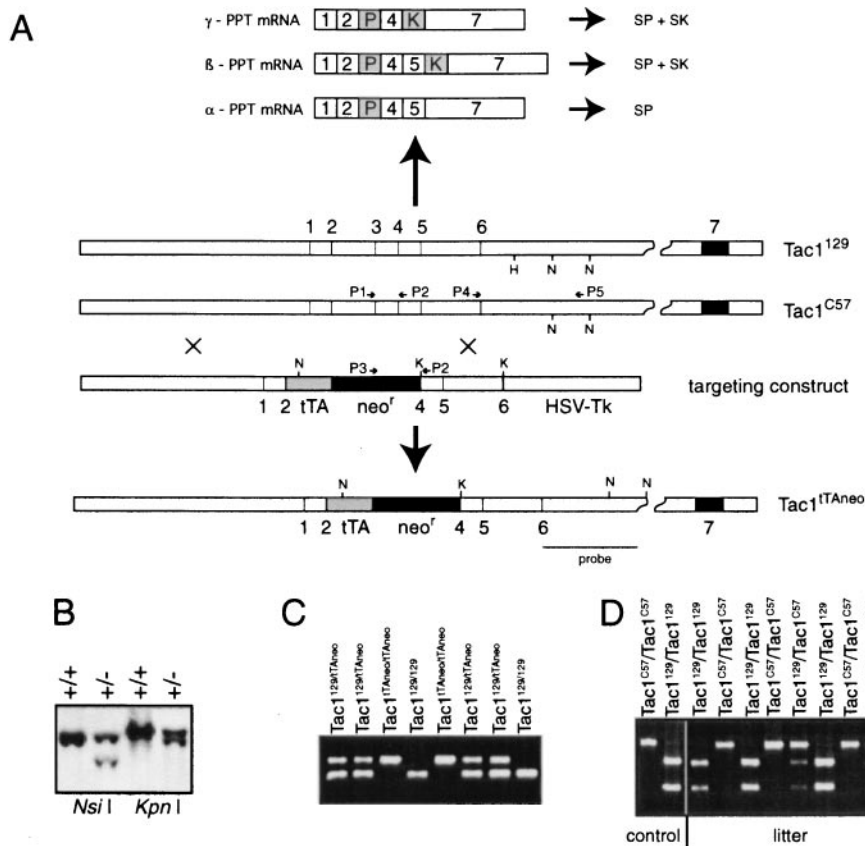 A
γ - PPT mRNA 1 2 P 4 K 7 SP + SK
ß - PPT mRNA 1 2 P 4 5 K 7 SP + SK
α - PPT mRNA 1 2 P 4 5 7 SP
1 2 3 4 5 6 7
Tac1129
H N N
P1 P2 P4 P5
Tac1C57
N N
N P3 K P2 K
targeting construct
1 2 tTA neor 4 5 6 HSV-Tk
N K N N
Tac1tTAneo
1 2 tTA neor 4 5 6 7
probe
B
+/+ +/- +/+ +/-
Nsi I Kpn I
C
Tac1129/tTAneo
Tac1129/tTAneo
Tac1tTAneo/tTAneo
Tac1129/129
Tac1tTAneo/tTAneo
Tac1129/tTAneo
Tac1129/tTAneo
Tac1129/129
D
Tac1C57/Tac1C57
Tac1129/Tac1129
Tac1129/Tac1129
Tac1C57/Tac1C57
Tac1129/Tac1129
Tac1C57/Tac1C57
Tac1129/Tac1C57
Tac1129/Tac1129
Tac1C57/Tac1C57
control litter